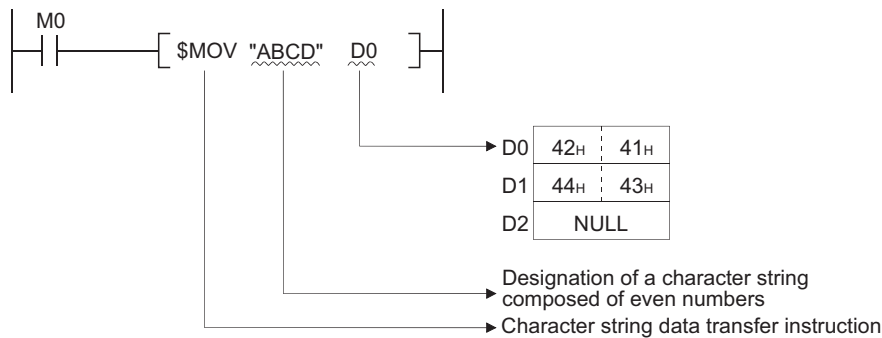 M0
$MOV "ABCD" D0
D0 42H 41H
D1 44H 43H
D2 NULL
Designation of a character string
composed of even numbers
Character string data transfer instruction